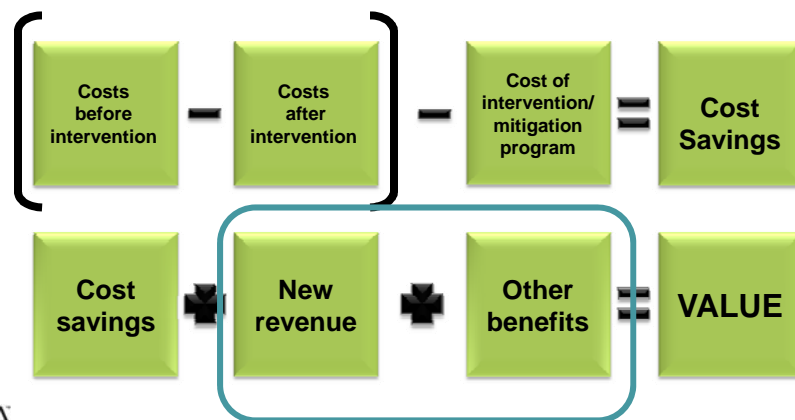 Costs
before
intervention
Costs
after
intervention
Cost of
intervention/
mitigation
program
Cost
Savings
Cost
savings
New
revenue
Other
benefits
VALUE